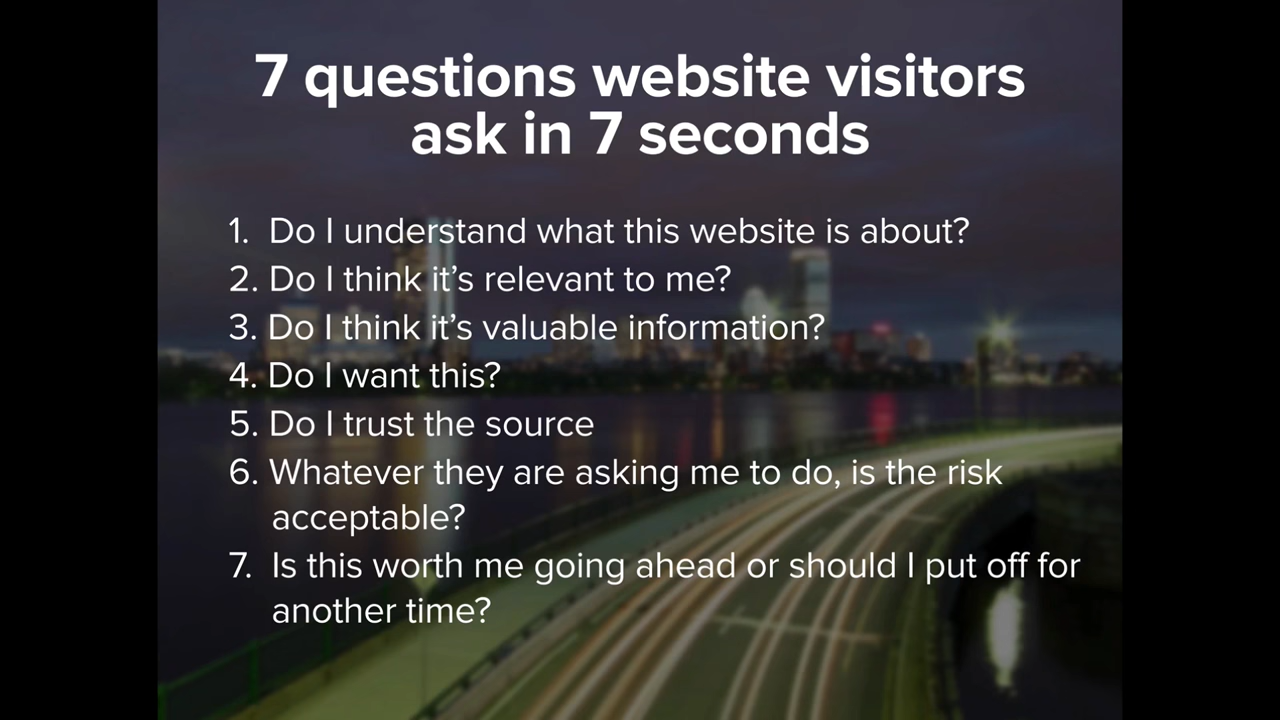 7 questions website visitors
ask in 7 seconds
1. Do I understand what this website is about?
2. Do I think it’s relevant to me?
3. Do I think it’s valuable information?
4. Do I want this?
5. Do I trust the source
6. Whatever they are asking me to do, is the risk
acceptable?
7. Is this worth me going ahead or should I put off for
another time?